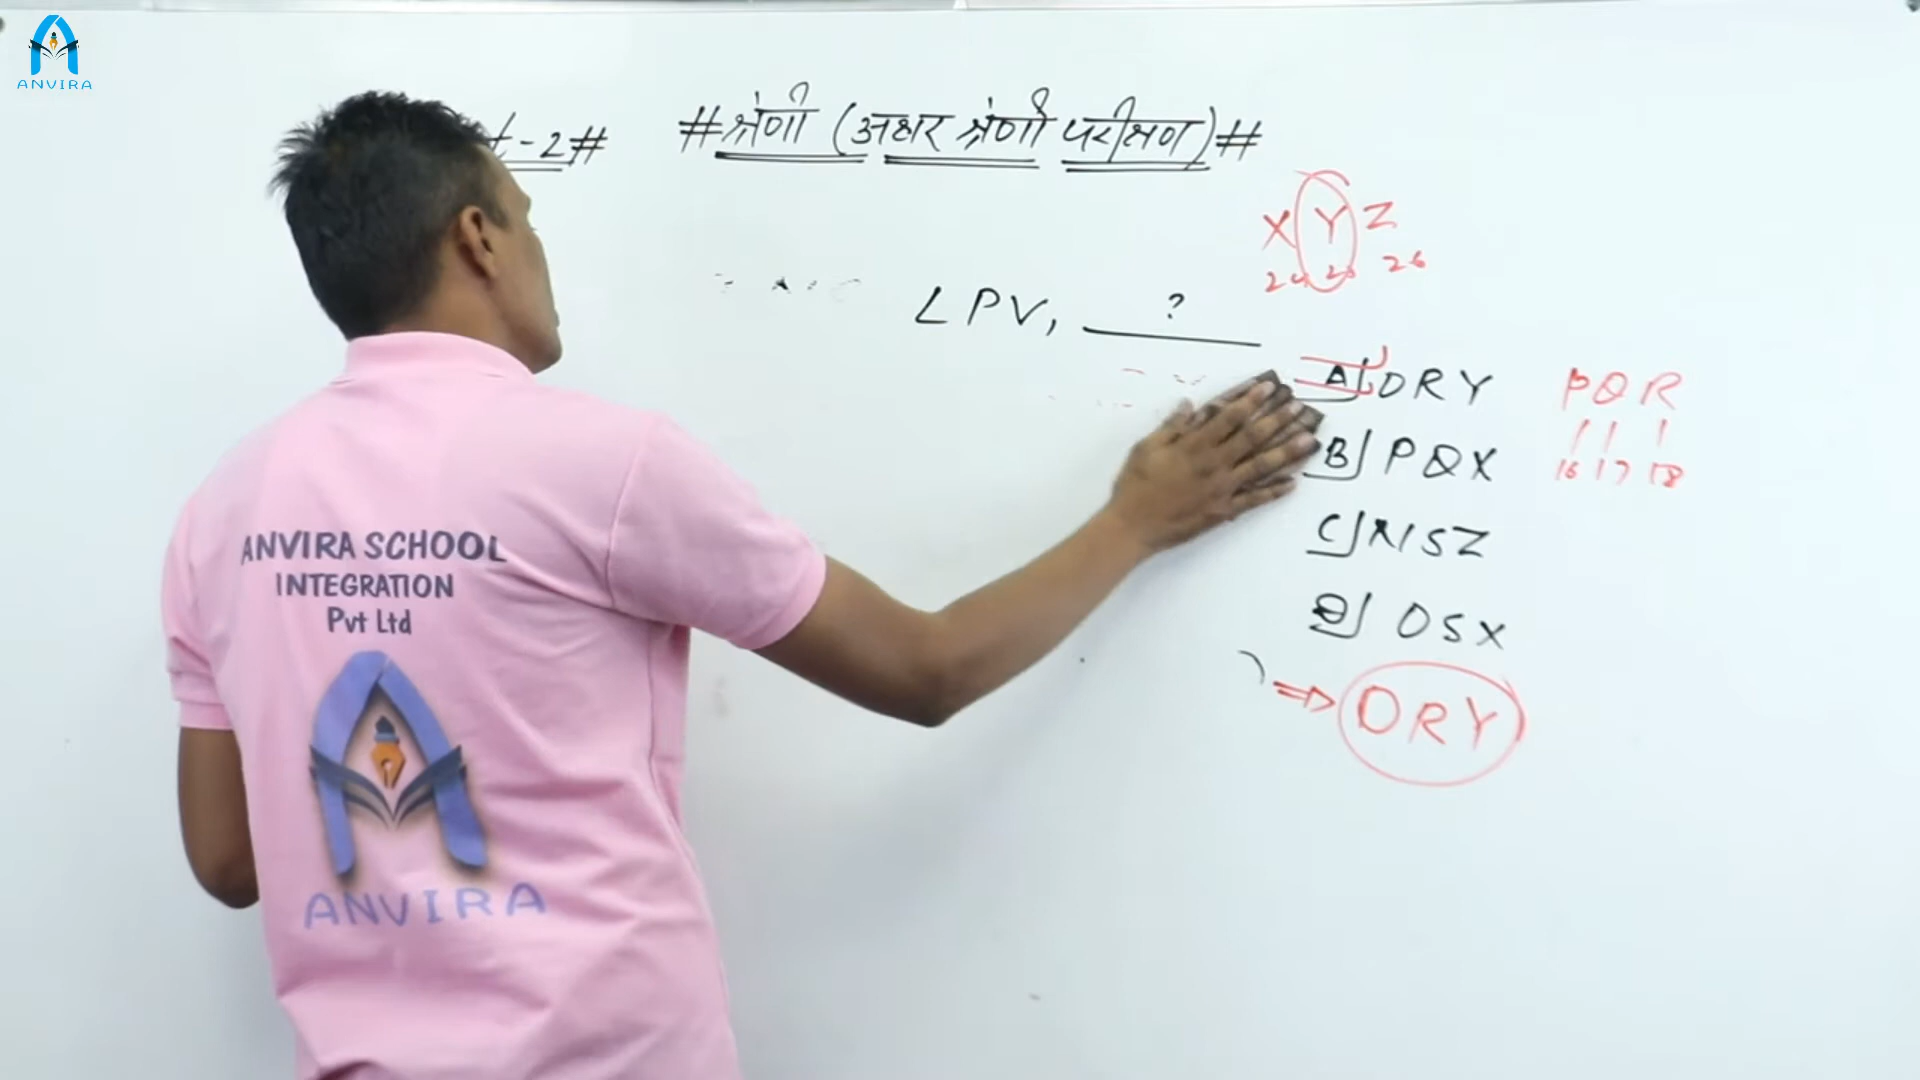 ANVIRA
-2#
#श्रेणी (अक्षर श्रेणी परीक्षण)#
X Y Z
24 25 26
LPV, ?
A) ORY
PQR
16 17 18
B) PQX
C) NSZ
D) OSX
⇒ ORY
ANVIRA SCHOOL
INTEGRATION
Pvt Ltd
ANVIRA